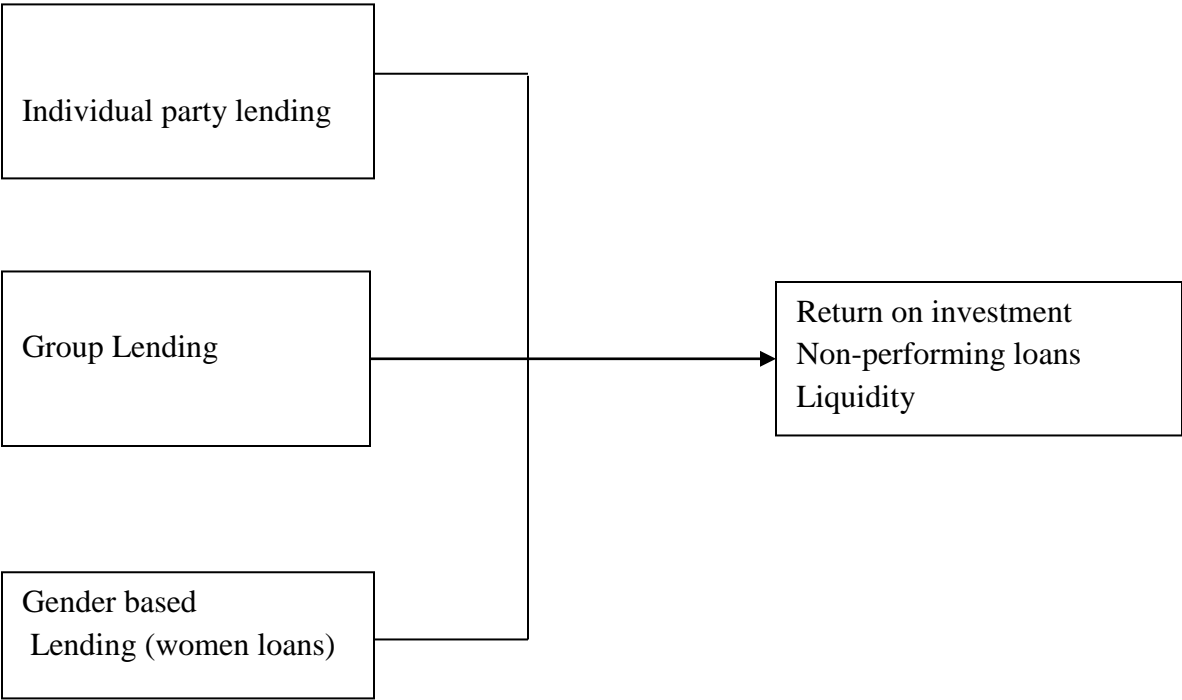 Individual party lending
Group Lending
Return on investment
Non-performing loans
Liquidity
Gender based
Lending (women loans)